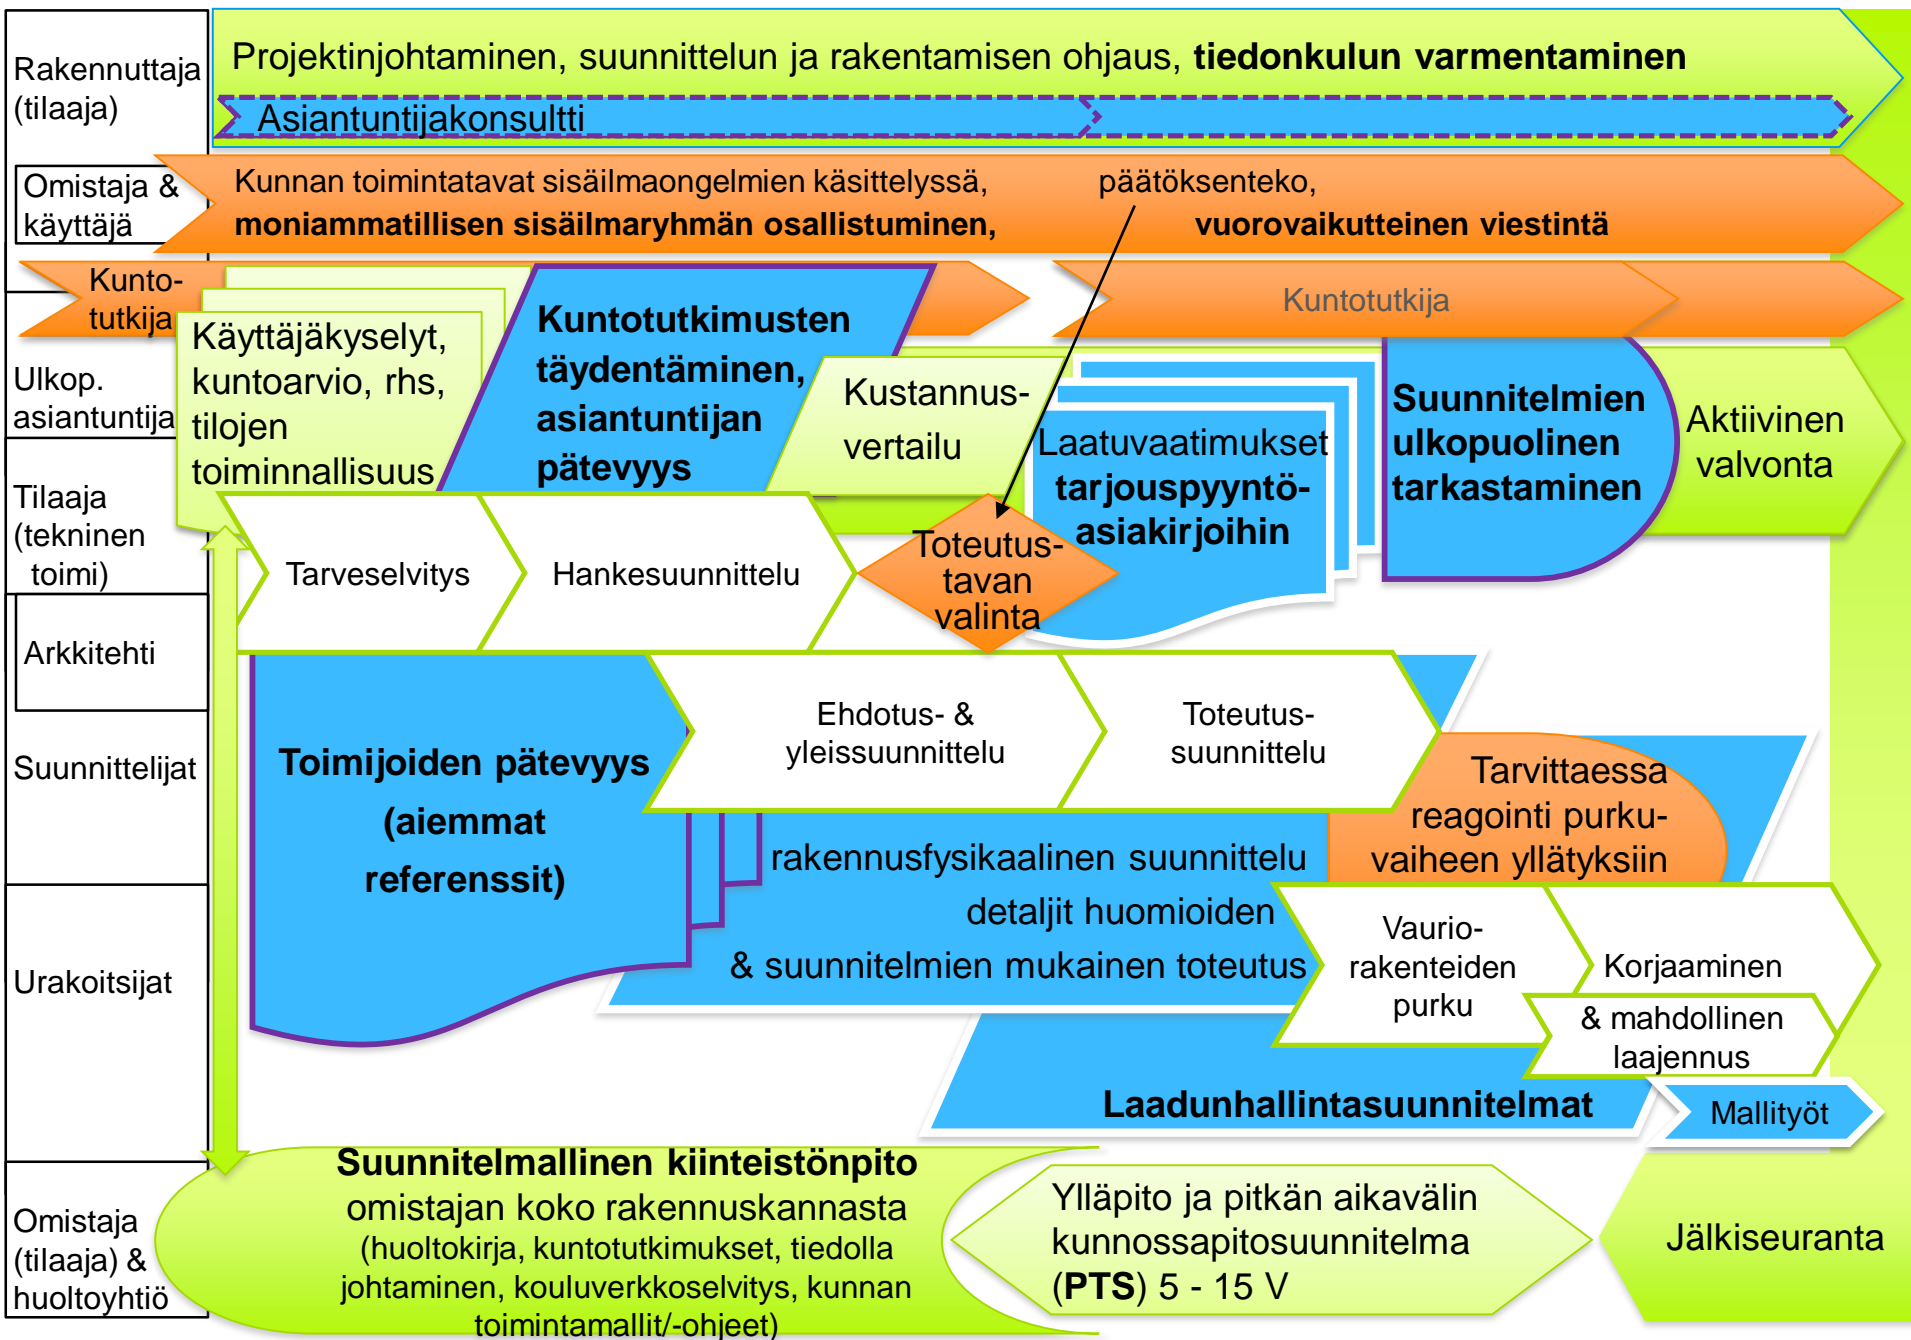 Rakennuttaja
(tilaaja)
Projektinjohtaminen, suunnittelun ja rakentamisen ohjaus, tiedonkulun varmentaminen
Asiantuntijakonsultti
Omistaja &
käyttäjä
Kunnan toimintatavat sisäilmaongelmien käsittelyssä, päätöksenteko,
moniammatillisen sisäilmaryhmän osallistuminen, vuorovaikutteinen viestintä
Kunto-
tutkija
Kuntotutkija
Ulkop.
asiantuntija
Käyttäjäkyselyt,
kuntoarvio, rhs,
tilojen
toiminnallisuus
Kuntotutkimusten
täydentäminen,
asiantuntijan
pätevyys
Kustannus-
vertailu
Laatuvaatimukset
tarjouspyyntö-
asiakirjoihin
Suunnitelmien
ulkopuolinen
tarkastaminen
Aktiivinen
valvonta
Tilaaja
(tekninen
toimi)
Tarveselvitys
Hankesuunnittelu
Toteutus-
tavan
valinta
Arkkitehti
Suunnittelijat
Toimijoiden pätevyys
(aiemmat
referenssit)
Ehdotus- &
yleissuunnittelu
Toteutus-
suunnittelu
Tarvittaessa
reagointi purku-
vaiheen yllätyksiin
rakennusfysikaalinen suunnittelu
detaljit huomioiden
& suunnitelmien mukainen toteutus
Urakoitsijat
Vaurio-
rakenteiden
purku
Korjaaminen
& mahdollinen
laajennus
Laadunhallintasuunnitelmat
Mallityöt
Omistaja
(tilaaja) &
huoltoyhtiö
Suunnitelmallinen kiinteistönpito
omistajan koko rakennuskannasta
(huoltokirja, kuntotutkimukset, tiedolla
johtaminen, kouluverkkoselvitys, kunnan
toimintamallit/-ohjeet)
Ylläpito ja pitkän aikavälin
kunnossapitosuunnitelma
(PTS) 5 - 15 V
Jälkiseuranta